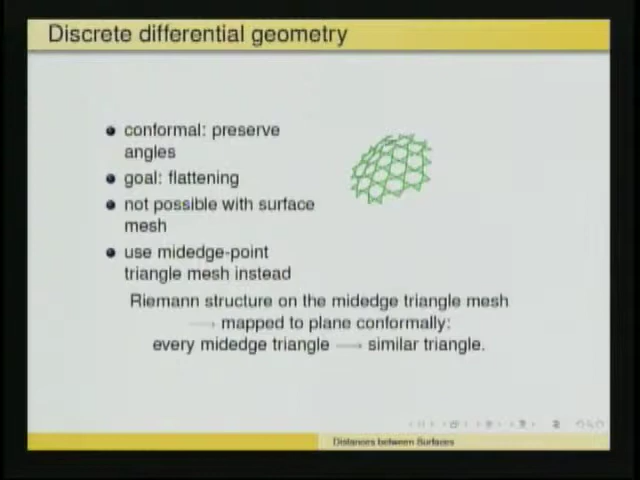 Discrete differential geometry
conformal: preserve
angles
goal: flattening
not possible with surface
mesh
use midedge-point
triangle mesh instead
Riemann structure on the midedge triangle mesh
⟶ mapped to plane conformally:
every midedge triangle ⟶ similar triangle.
Distances between Surfaces